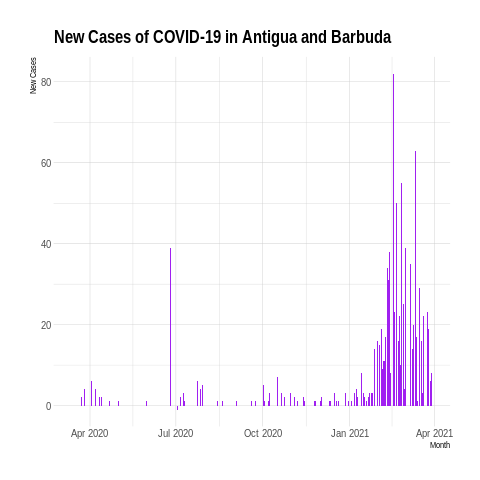 New Cases of COVID-19 in Antigua and Barbuda
New Cases
80
60
40
20
0
Apr 2020 Jul 2020 Oct 2020 Jan 2021 Apr 2021
Month